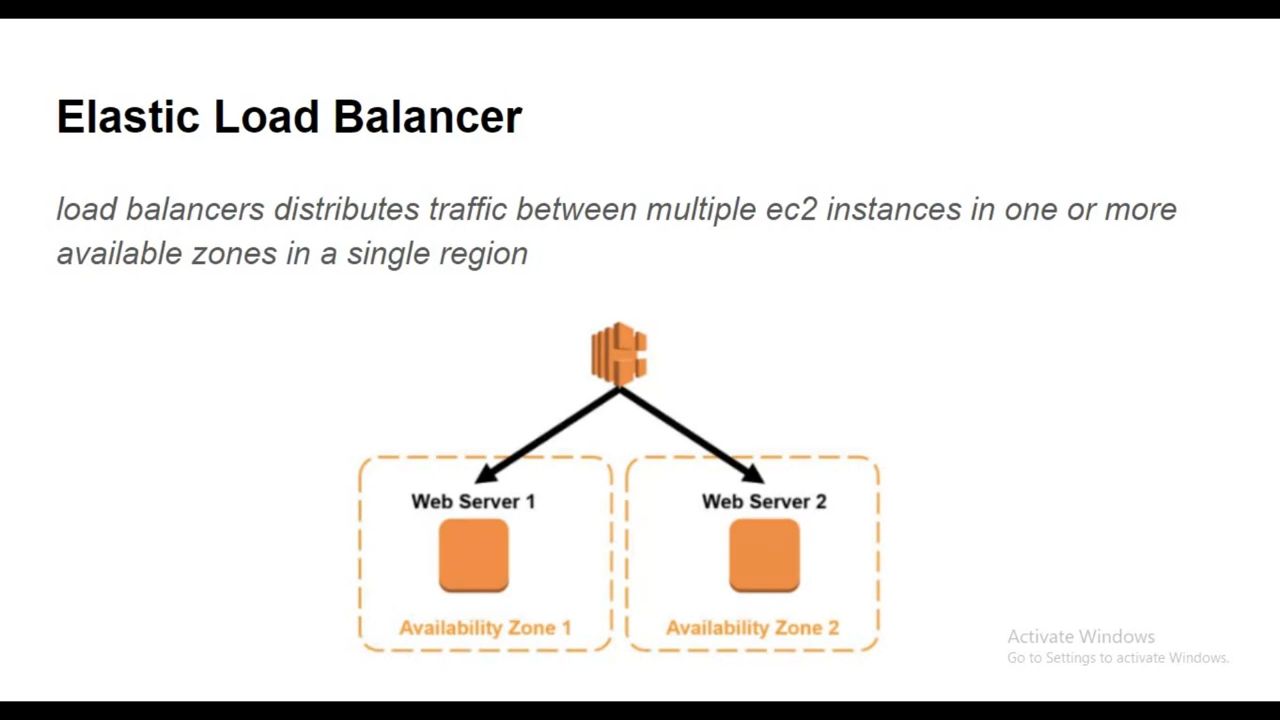 Elastic Load Balancer
load balancers distributes traffic between multiple ec2 instances in one or more
available zones in a single region
Web Server 1
Web Server 2
Availability Zone 1
Availability Zone 2
Activate Windows
Go to Settings to activate Windows.